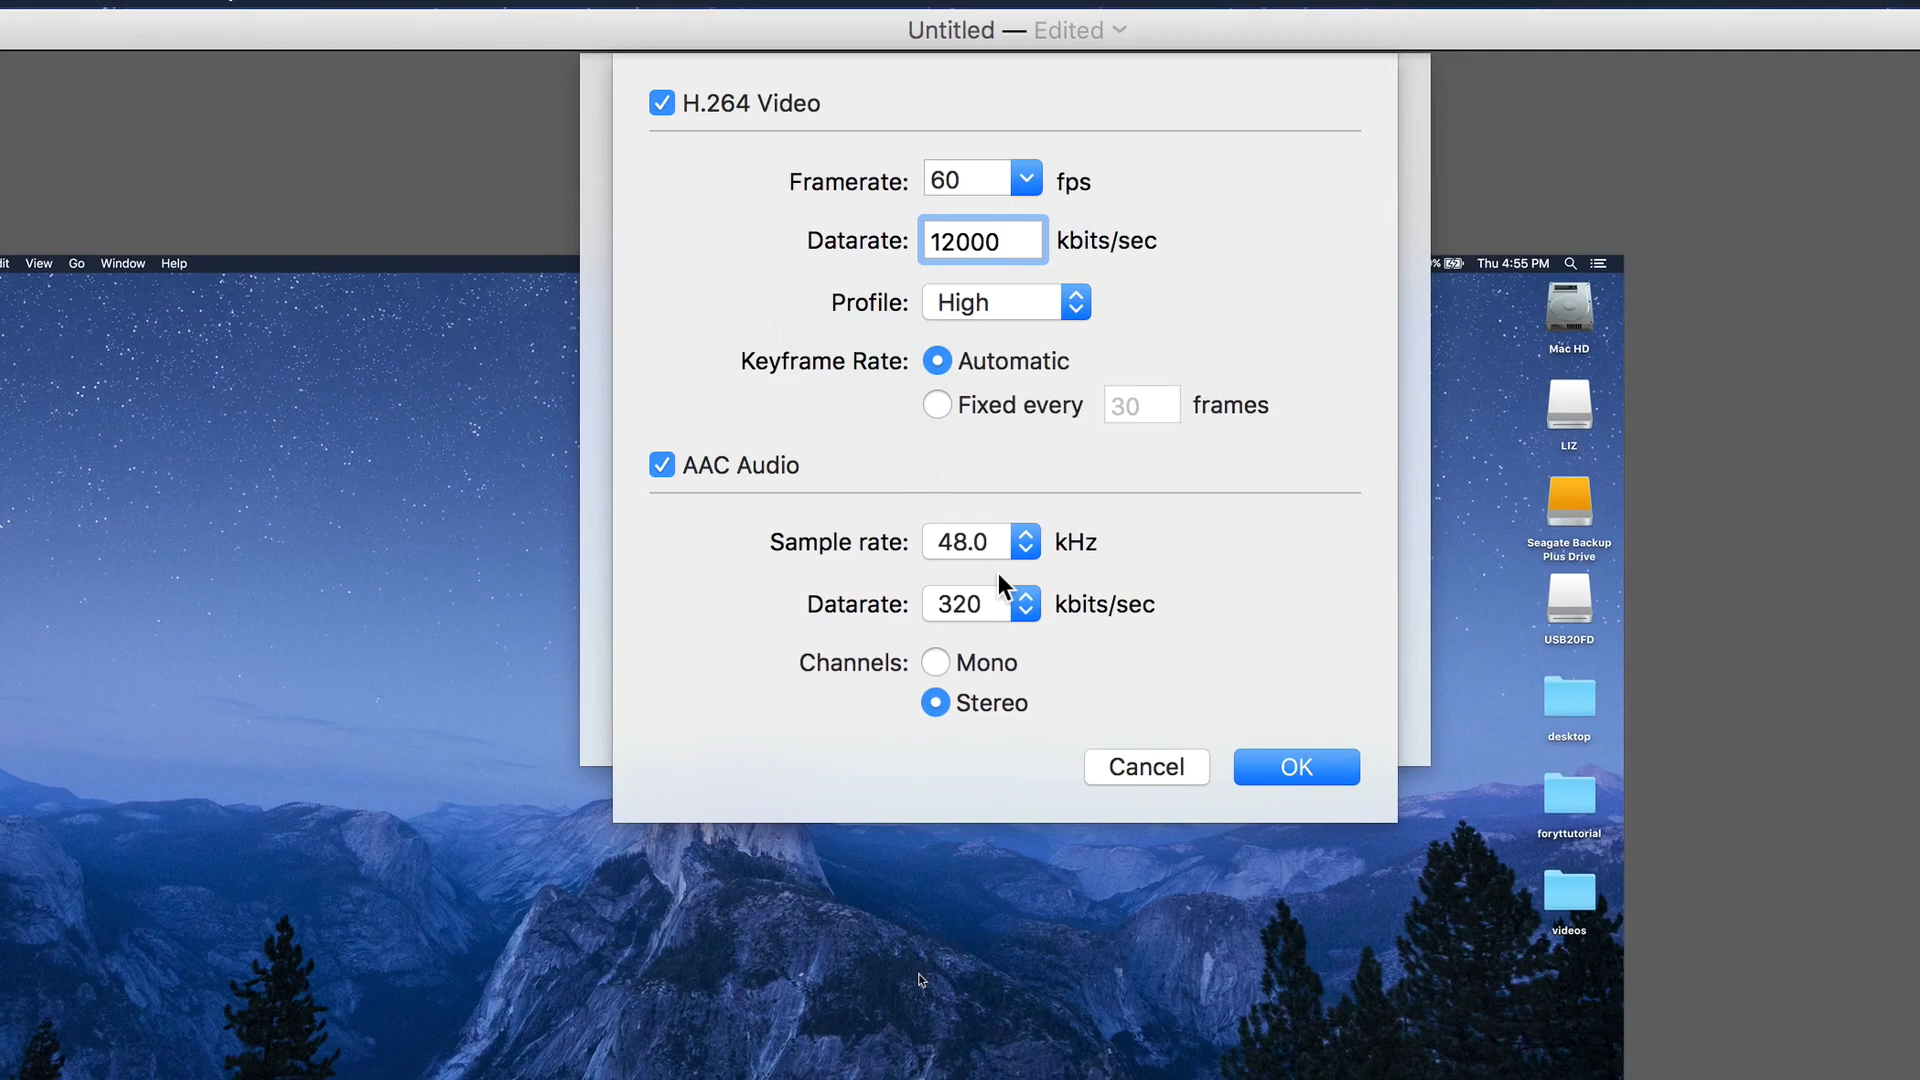 Untitled — Edited
H.264 Video
Framerate: 60 fps
Datarate: 12000 kbits/sec
Profile: High
Keyframe Rate: Automatic
Fixed every 30 frames
AAC Audio
Sample rate: 48.0 kHz
Datarate: 320 kbits/sec
Channels: Mono
Stereo
Cancel OK
View Go Window Help
Thu 4:55 PM
Mac HD
LIZ
Seagate Backup
Plus Drive
USB20FD
desktop
foryttutorial
videos